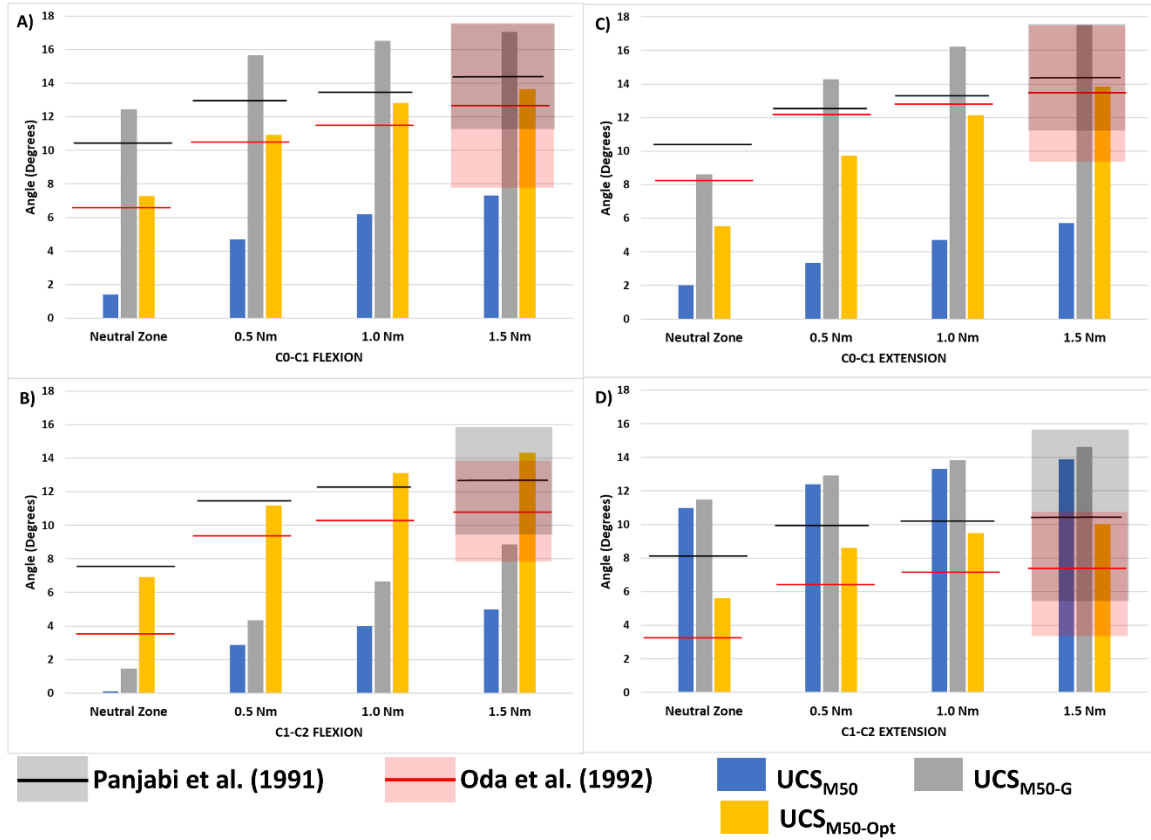 A)
18
16
14
12
10
8
6
4
2
0
Angle (Degrees)
Neutral Zone 0.5 Nm 1.0 Nm 1.5 Nm
C0-C1 FLEXION
C)
18
16
14
12
10
8
6
4
2
0
Angle (Degrees)
Neutral Zone 0.5 Nm 1.0 Nm 1.5 Nm
C0-C1 EXTENSION
B)
18
16
14
12
10
8
6
4
2
0
Angle (Degrees)
Neutral Zone 0.5 Nm 1.0 Nm 1.5 Nm
C1-C2 FLEXION
D)
18
16
14
12
10
8
6
4
2
0
Angle (Degrees)
Neutral Zone 0.5 Nm 1.0 Nm 1.5 Nm
C1-C2 EXTENSION
Panjabi et al. (1991) Oda et al. (1992) UCSM50 UCSM50-G
UCSM50-Opt